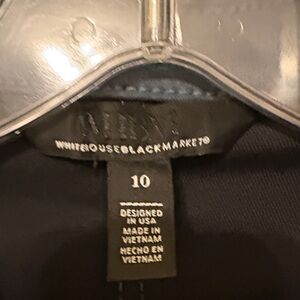 WHITEHOUSEBLACKMARKET®
10
DESIGNED
IN USA
MADE IN
VIETNAM
HECHO EN
VIETNAM